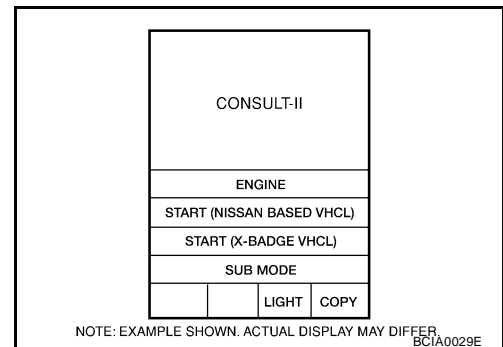 CONSULT-II
ENGINE
START (NISSAN BASED VHCL)
START (X-BADGE VHCL)
SUB MODE
LIGHT COPY
NOTE: EXAMPLE SHOWN. ACTUAL DISPLAY MAY DIFFER.
BCIA0029E